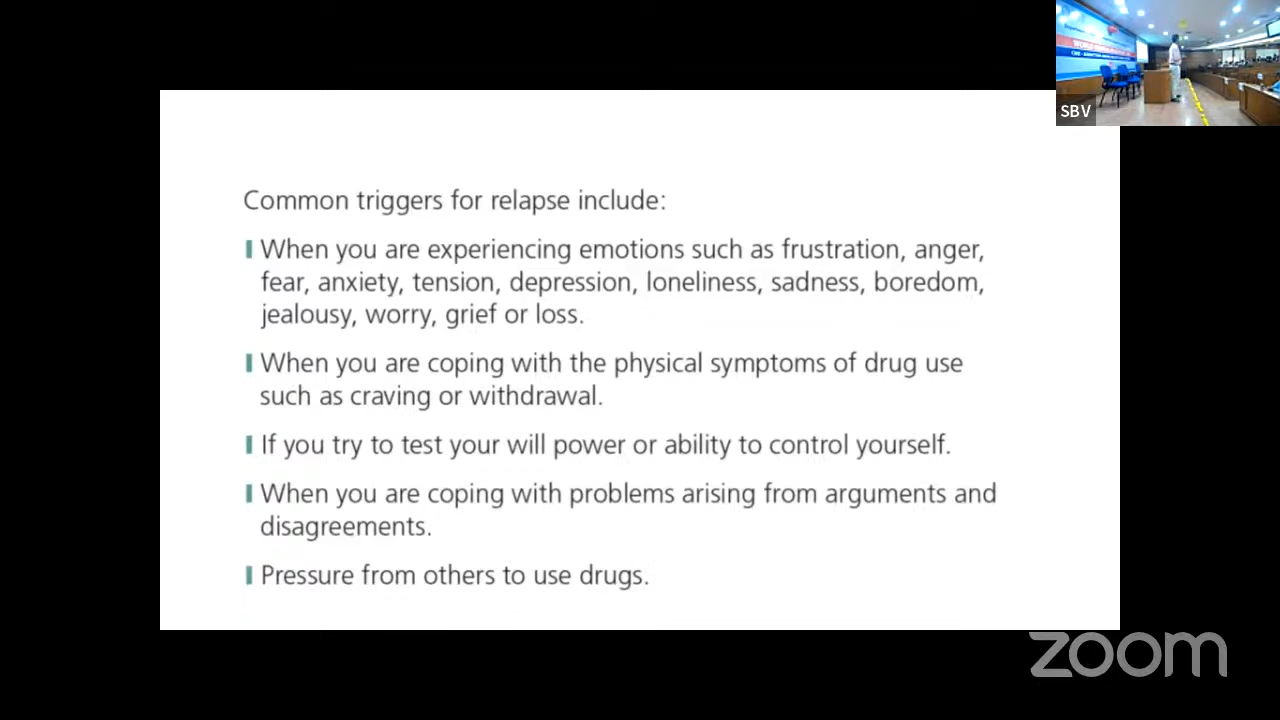 SBV
Common triggers for relapse include:
When you are experiencing emotions such as frustration, anger,
fear, anxiety, tension, depression, loneliness, sadness, boredom,
jealousy, worry, grief or loss.
When you are coping with the physical symptoms of drug use
such as craving or withdrawal.
If you try to test your will power or ability to control yourself.
When you are coping with problems arising from arguments and
disagreements.
Pressure from others to use drugs.
zoom